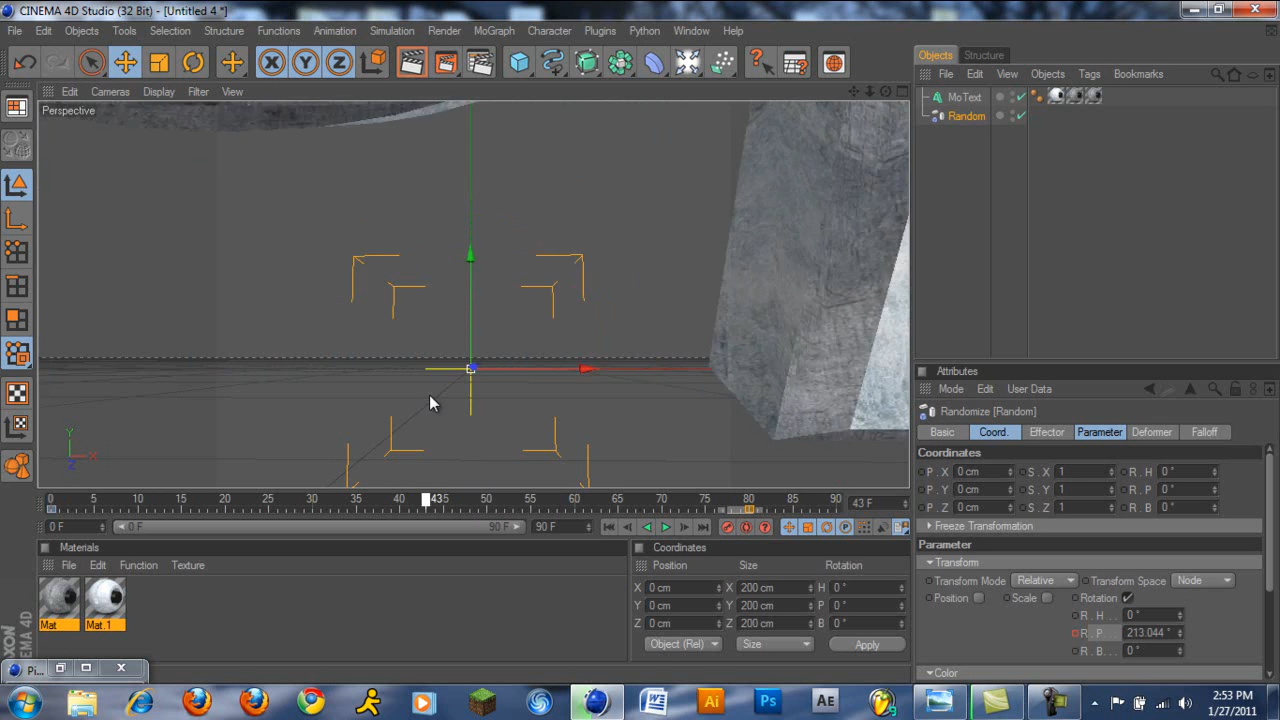 CINEMA 4D Studio (32 Bit) - [Untitled 4 *]
File Edit Objects Tools Selection Structure Functions Animation Simulation Render MoGraph Character Plugins Python Window Help
X Y Z
Objects Structure
File Edit View Objects Tags Bookmarks
Edit Cameras Display Filter View
MoText
Perspective
Random
Attributes
Mode Edit User Data
Randomize [Random]
Basic Coord. Effector Parameter Deformer Falloff
Coordinates
P . X 0 cm S . X 1 R . H 0 °
P . Y 0 cm S . Y 1 R . P 0 °
P . Z 0 cm S . Z 1 R . B 0 °
Freeze Transformation
Parameter
Transform
Transform Mode Relative Transform Space Node
Position Scale Rotation
R . H . . . 0 °
R . P . . . 213.044 °
R . B . . . 0 °
Color
Y
X
Z
0 5 10 15 20 25 30 35 40 43 45 50 55 60 65 70 75 80 85 90 43 F
0 F 0 F 90 F 90 F
Materials
File Edit Function Texture
Mat Mat.1
Coordinates
Position Size Rotation
X 0 cm X 200 cm H 0 °
Y 0 cm Y 200 cm P 0 °
Z 0 cm Z 200 cm B 0 °
Object (Rel) Size Apply
CINEMA 4D
Pi...
W Ai Ps AE
2:53 PM
1/27/2011